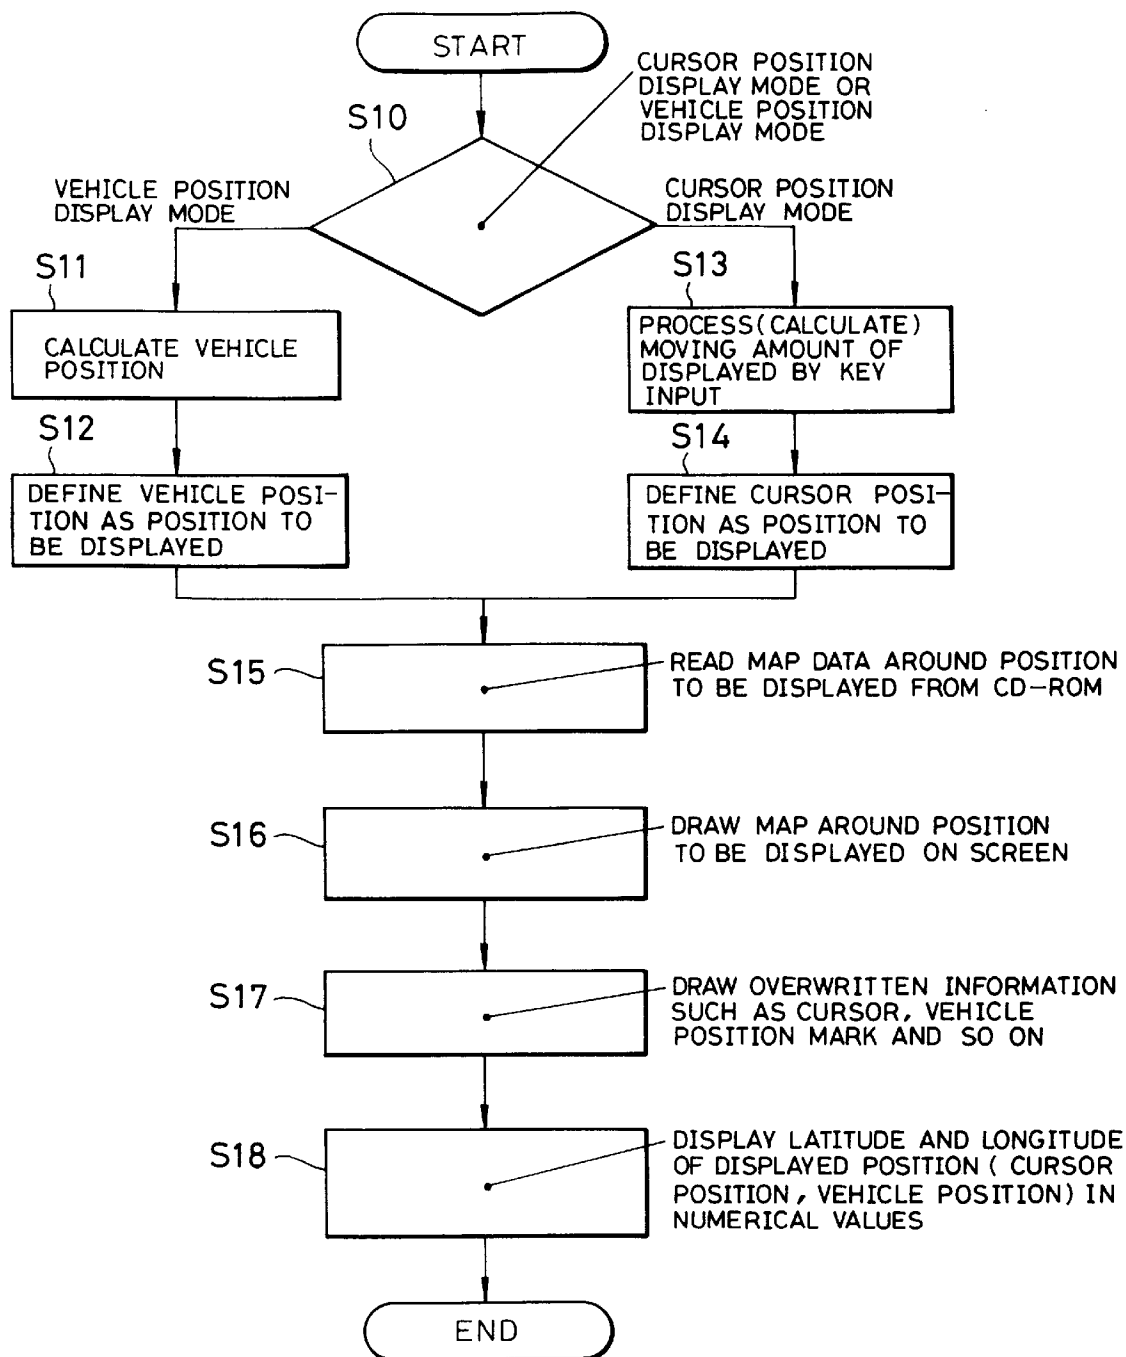 START
CURSOR POSITION
DISPLAY MODE OR
VEHICLE POSITION
DISPLAY MODE
S10
VEHICLE POSITION
DISPLAY MODE
CURSOR POSITION
DISPLAY MODE
S11
CALCULATE VEHICLE
POSITION
S13
PROCESS(CALCULATE)
MOVING AMOUNT OF
DISPLAYED BY KEY
INPUT
S12
DEFINE VEHICLE POSI-
TION AS POSITION TO
BE DISPLAYED
S14
DEFINE CURSOR POSI-
TION AS POSITION TO
BE DISPLAYED
S15
READ MAP DATA AROUND POSITION
TO BE DISPLAYED FROM CD-ROM
S16
DRAW MAP AROUND POSITION
TO BE DISPLAYED ON SCREEN
S17
DRAW OVERWRITTEN INFORMATION
SUCH AS CURSOR, VEHICLE
POSITION MARK AND SO ON
S18
DISPLAY LATITUDE AND LONGITUDE
OF DISPLAYED POSITION ( CURSOR
POSITION, VEHICLE POSITION) IN
NUMERICAL VALUES
END